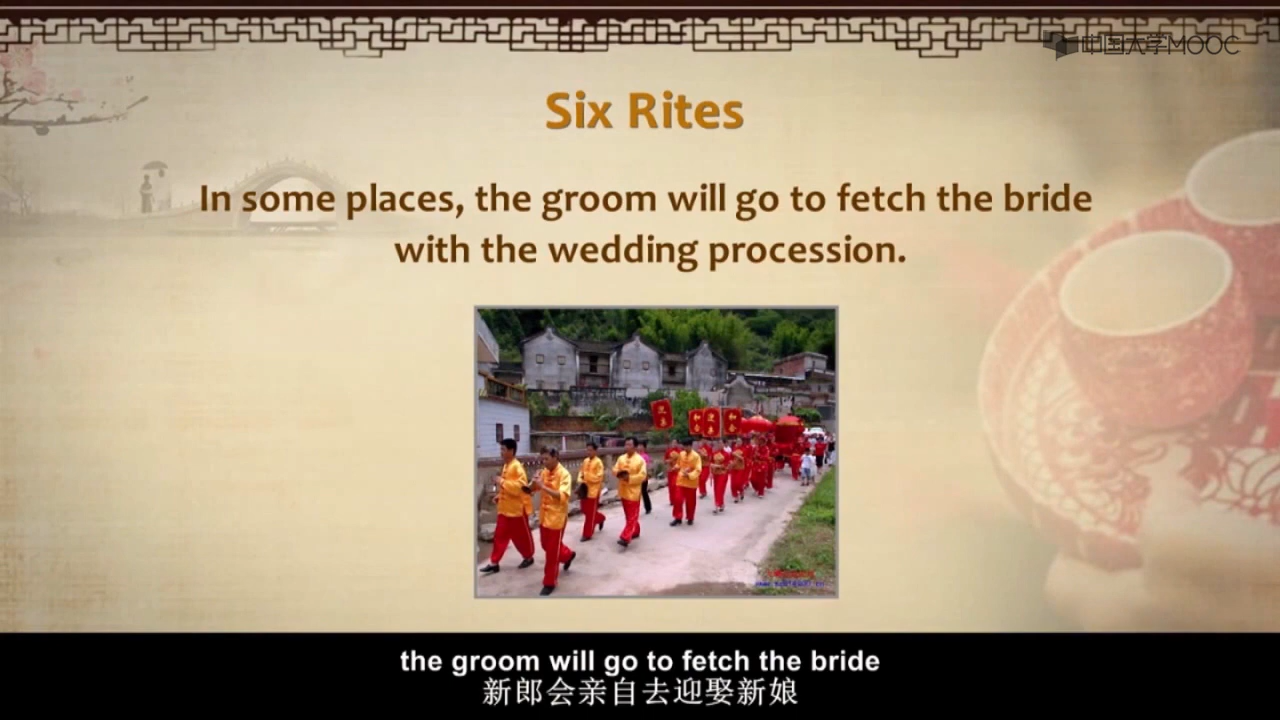 中国大学MOOC
Six Rites
In some places, the groom will go to fetch the bride
with the wedding procession.
the groom will go to fetch the bride
新郎会亲自去迎娶新娘